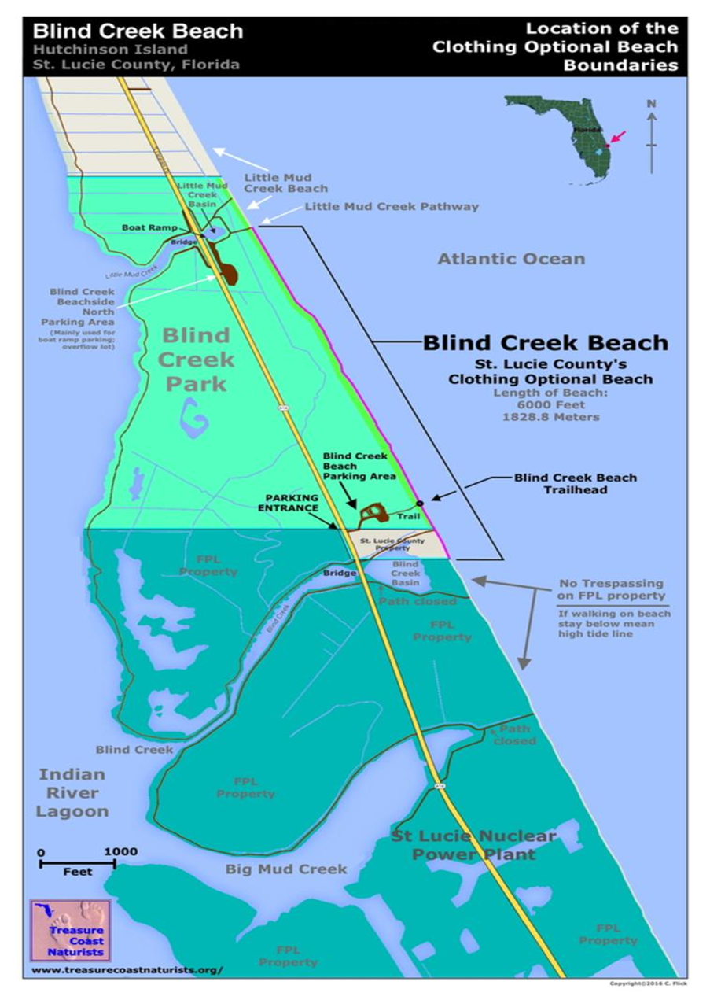 Blind Creek Beach
Hutchinson Island
St. Lucie County, Florida
Location of the
Clothing Optional Beach
Boundaries
N
Florida
Little Mud
Creek Beach
Little Mud
Creek
Basin
Little Mud Creek Pathway
Boat Ramp
Bridge
Little Mud Creek
Atlantic Ocean
Blind Creek
Beachside
North
Parking Area
(Mainly used for
boat ramp parking;
overflow lot)
Blind
Creek
Park
Blind Creek Beach
St. Lucie County's
Clothing Optional Beach
Length of Beach:
6000 Feet
1828.8 Meters
Blind Creek
Beach
Parking Area
Blind Creek Beach
Trailhead
PARKING
ENTRANCE
Trail
St. Lucie County
Property
FPL
Property
Bridge
Blind
Creek
Basin
Path closed
No Trespassing
on FPL property
If walking on beach
stay below mean
high tide line
Blind Creek
FPL
Property
Path
closed
Blind Creek
Indian
River
Lagoon
FPL
Property
St Lucie Nuclear
Power Plant
0 1000
Feet
Big Mud Creek
Treasure
Coast
Naturists
FPL
Property
FPL
Property
www.treasurecoastnaturists.org/
Copyright©2016 C. Flick